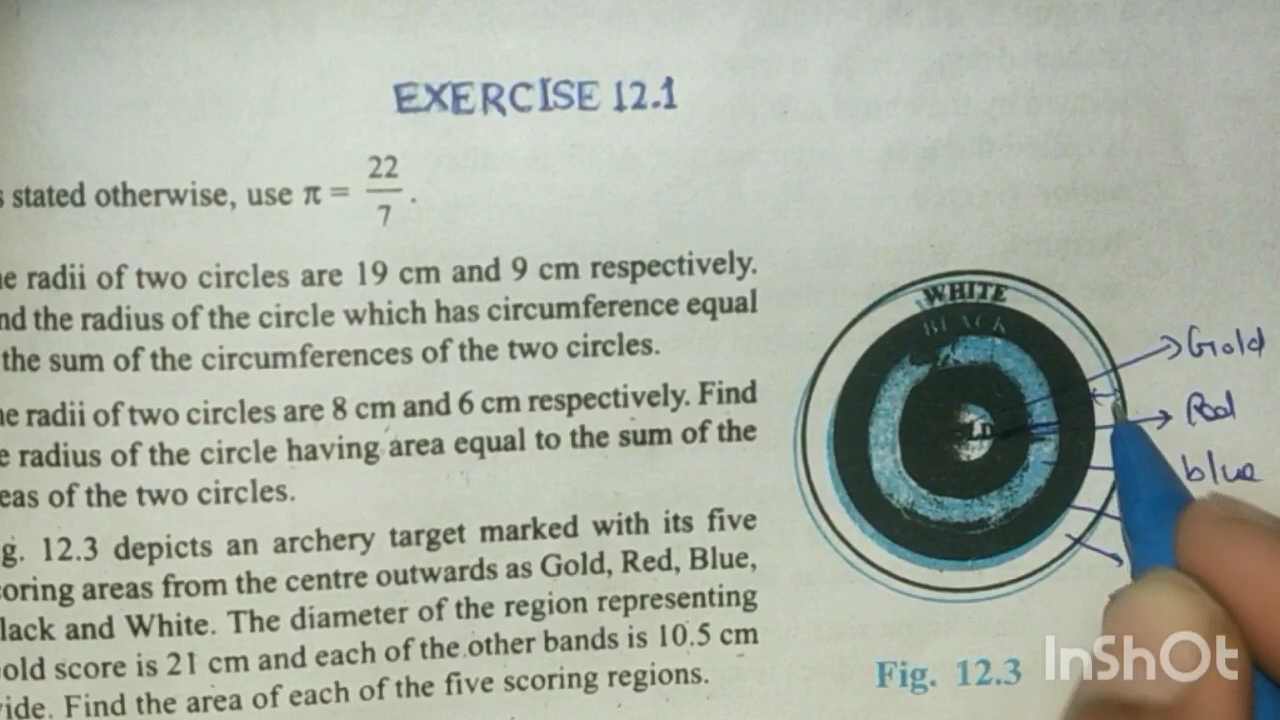 EXERCISE 12.1
stated otherwise, use π = 22/7.
radii of two circles are 19 cm and 9 cm respectively.
the radius of the circle which has circumference equal
the sum of the circumferences of the two circles.
radii of two circles are 8 cm and 6 cm respectively. Find
radius of the circle having area equal to the sum of the
of the two circles.
12.3 depicts an archery target marked with its five
areas from the centre outwards as Gold, Red, Blue,
and White. The diameter of the region representing
score is 21 cm and each of the other bands is 10.5 cm
Find the area of each of the five scoring regions.
WHITE
BLACK
LD
Gold
Red
blue
Fig. 12.3
InShOt